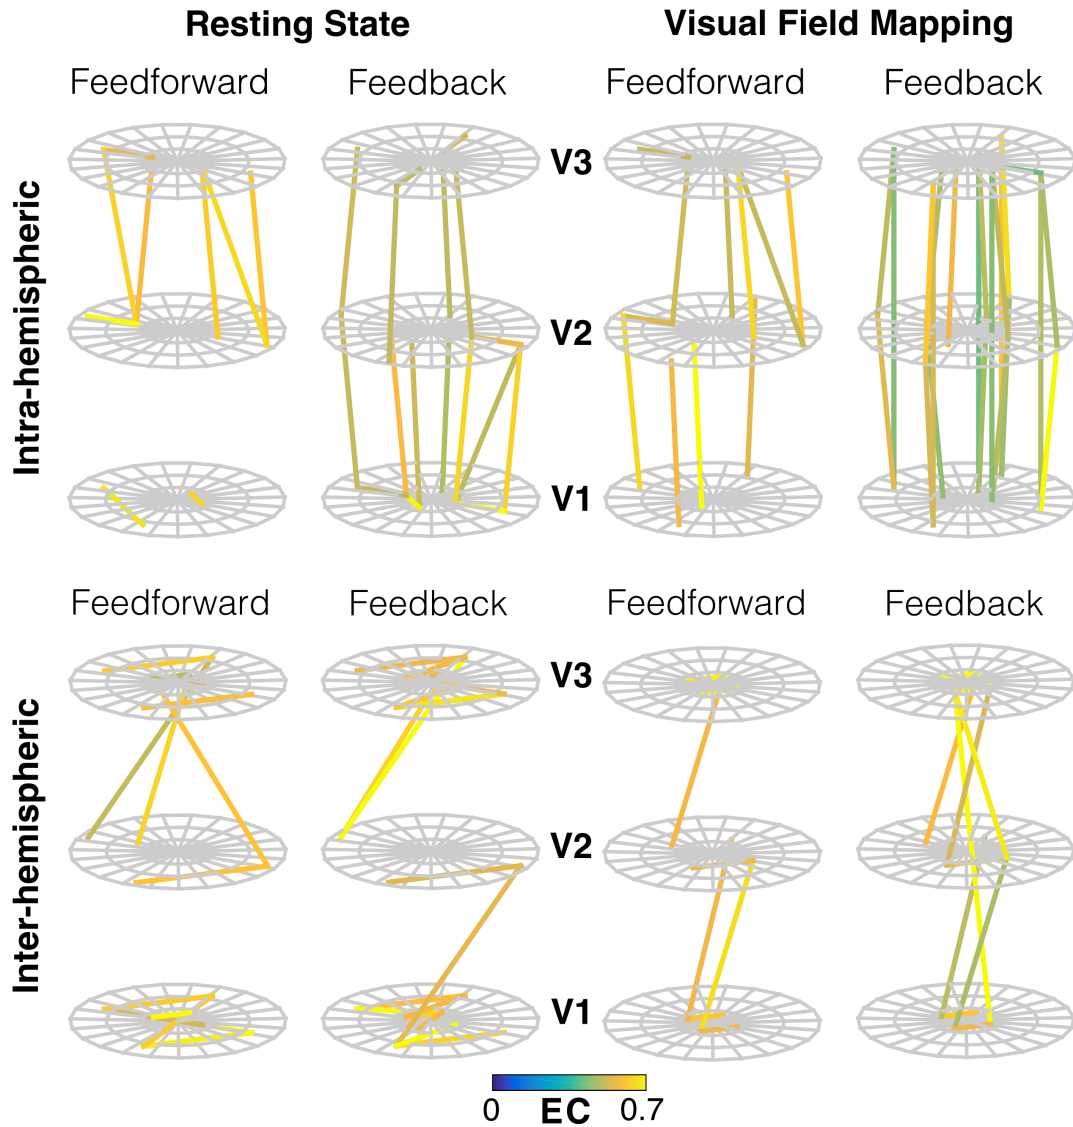 Resting State Visual Field Mapping
Feedforward Feedback Feedforward Feedback
Intra-hemispheric
V3
V2
V1
Feedforward Feedback Feedforward Feedback
Inter-hemispheric
V3
V2
V1
0 EC 0.7